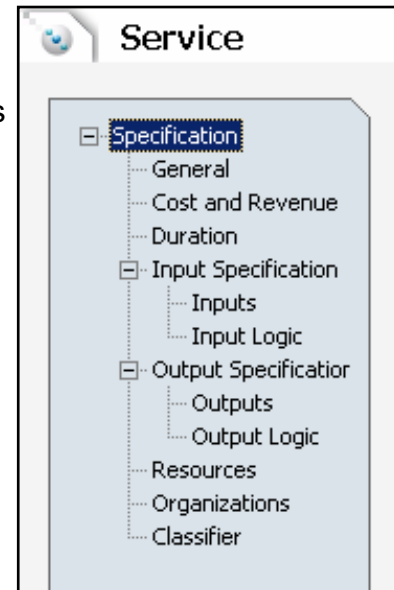 Service
s
Specification
General
Cost and Revenue
Duration
Input Specification
Inputs
Input Logic
Output Specification
Outputs
Output Logic
Resources
Organizations
Classifier